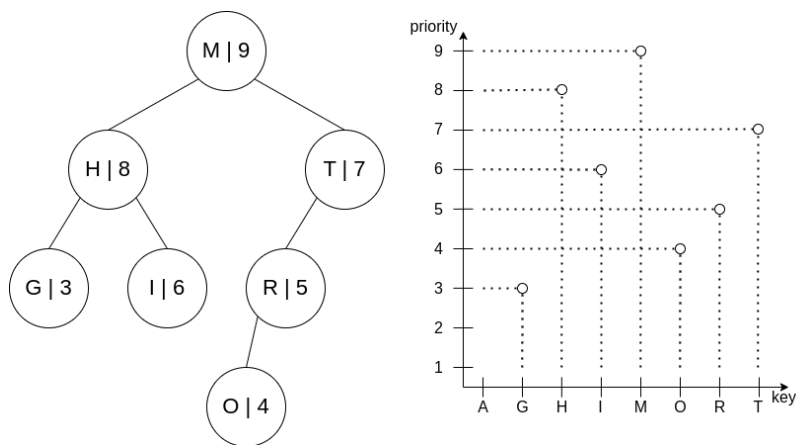 M | 9
H | 8
T | 7
G | 3
I | 6
R | 5
O | 4
priority
9
8
7
6
5
4
3
2
1
A G H I M O R T
key